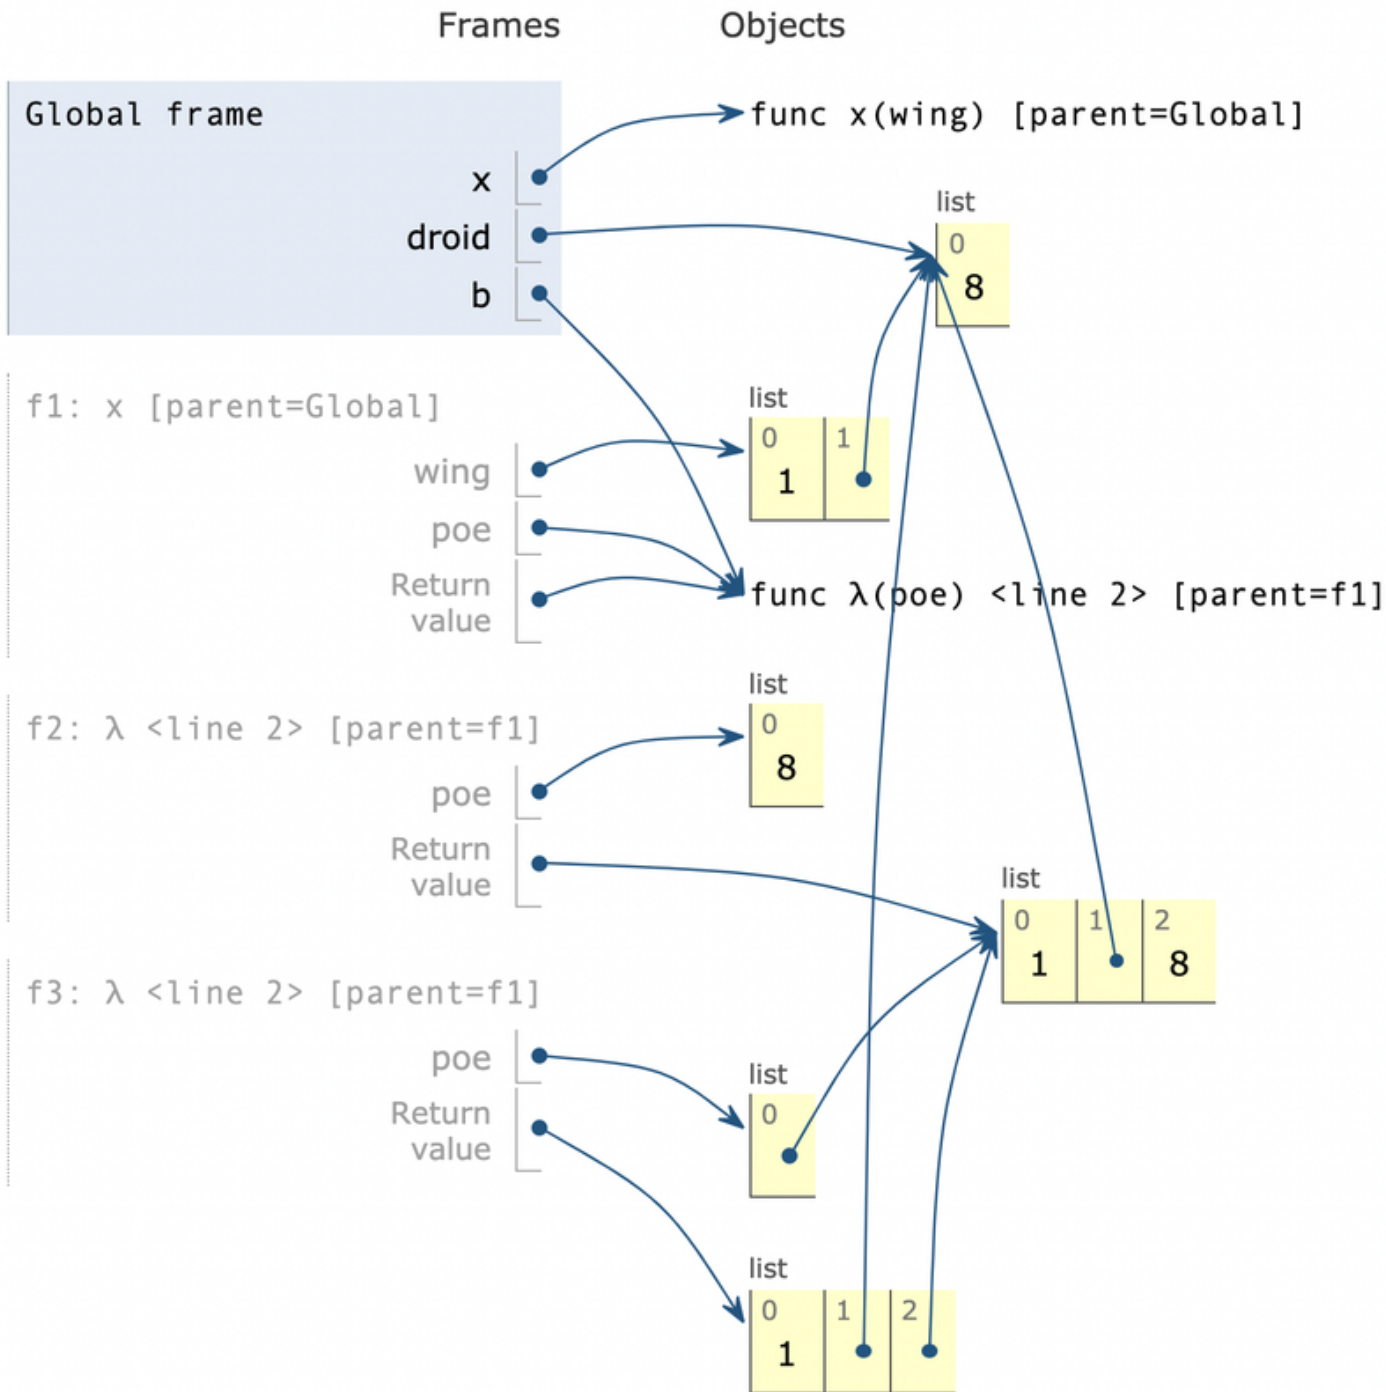 Frames Objects
Global frame
func x(wing) [parent=Global]
x
list
droid
0
8
b
f1: x [parent=Global]
list
0 1
wing
1
poe
Return
value
func λ(poe) <line 2> [parent=f1]
list
f2: λ <line 2> [parent=f1]
0
8
poe
Return
value
list
0 1 2
1 8
f3: λ <line 2> [parent=f1]
poe
list
0
Return
value
list
0 1 2
1